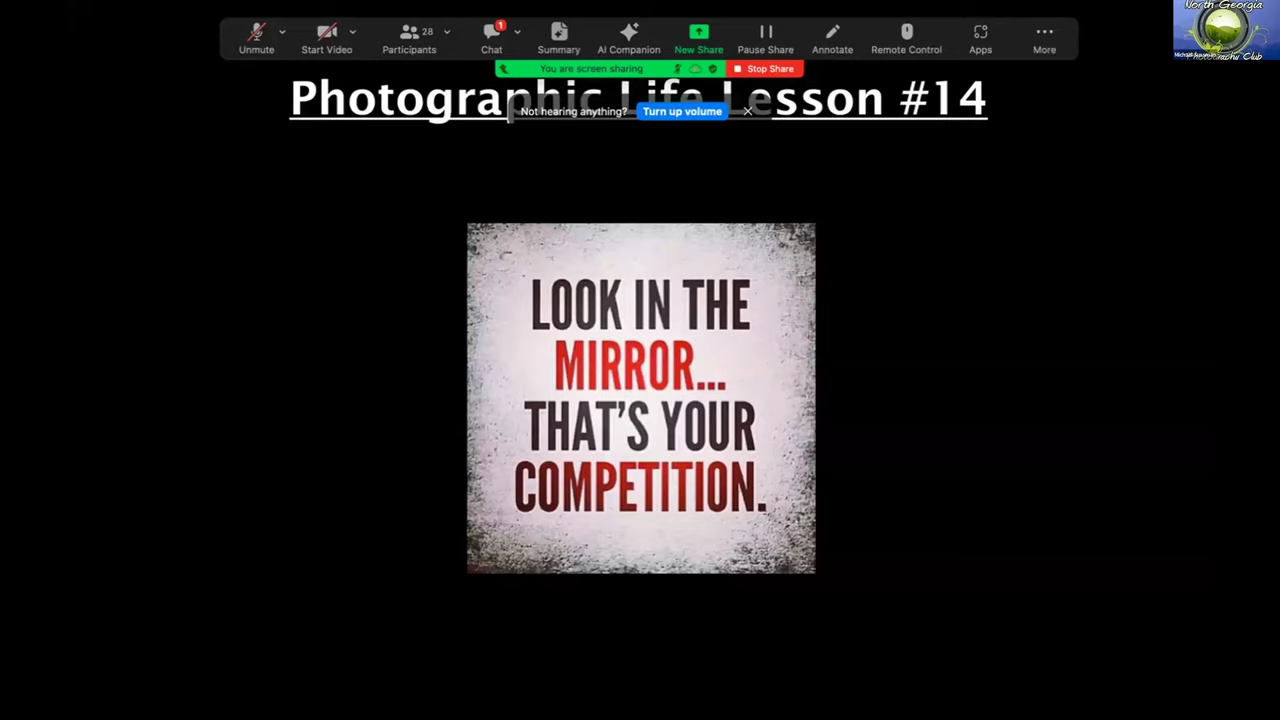 North Georgia
Photography Club
28
1
Unmute
Start Video
Participants
Chat
Summary
AI Companion
New Share
Pause Share
Annotate
Remote Control
Apps
More
You are screen sharing
Stop Share
Photographic Life Lesson #14
Not hearing anything?
Turn up volume
LOOK IN THE
MIRROR...
THAT'S YOUR
COMPETITION.